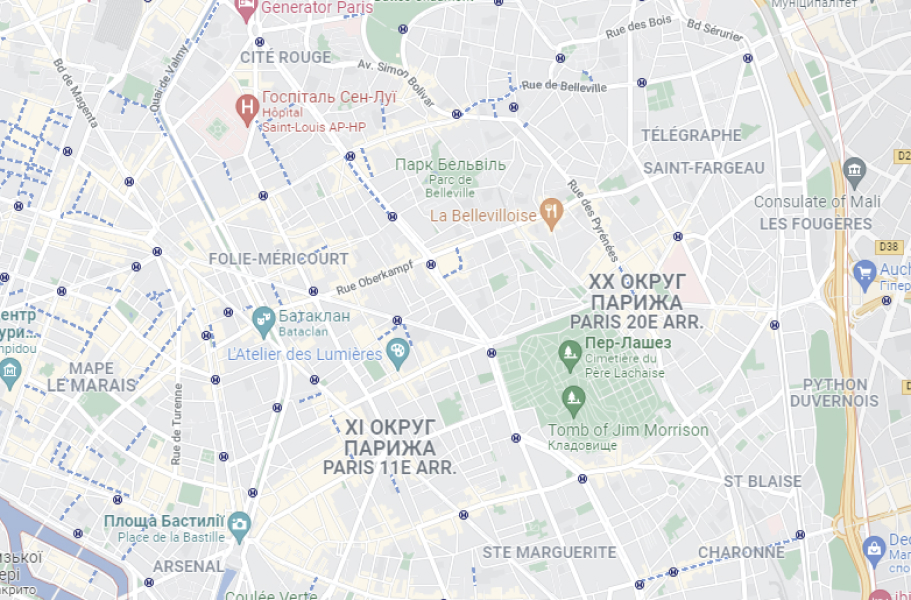 Generator Paris
Муніципалітет
Rue des Bois
Bd Sérurier
CITÉ ROUGE
Av. Simon Bolivar
Bd de Magenta
Quai de Valmy
Rue de Belleville
Госпіталь Сен-Луї
Hôpital
Saint-Louis AP-HP
TÉLÉGRAPHE
Парк Бельвіль
Parc de
Belleville
SAINT-FARGEAU
Consulate of Mali
LES FOUGERES
La Bellevilloise
Rue des Pyrénées
D38
FOLIE-MÉRICOURT
Rue Oberkampf
XX ОКРУГ
ПАРИЖА
PARIS 20E ARR.
Батаклан
Bataclan
L'Atelier des Lumières
Пер-Лашез
Cimetière du
Père Lachaise
МАРЕ
LE MARAIS
PYTHON
DUVERNOIS
Rue de Turenne
Tomb of Jim Morrison
Кладовище
XI ОКРУГ
ПАРИЖА
PARIS 11E ARR.
ST BLAISE
Площа Бастилії
Place de la Bastille
STE MARGUERITE
CHARONNE
ARSENAL
Coulée Verte